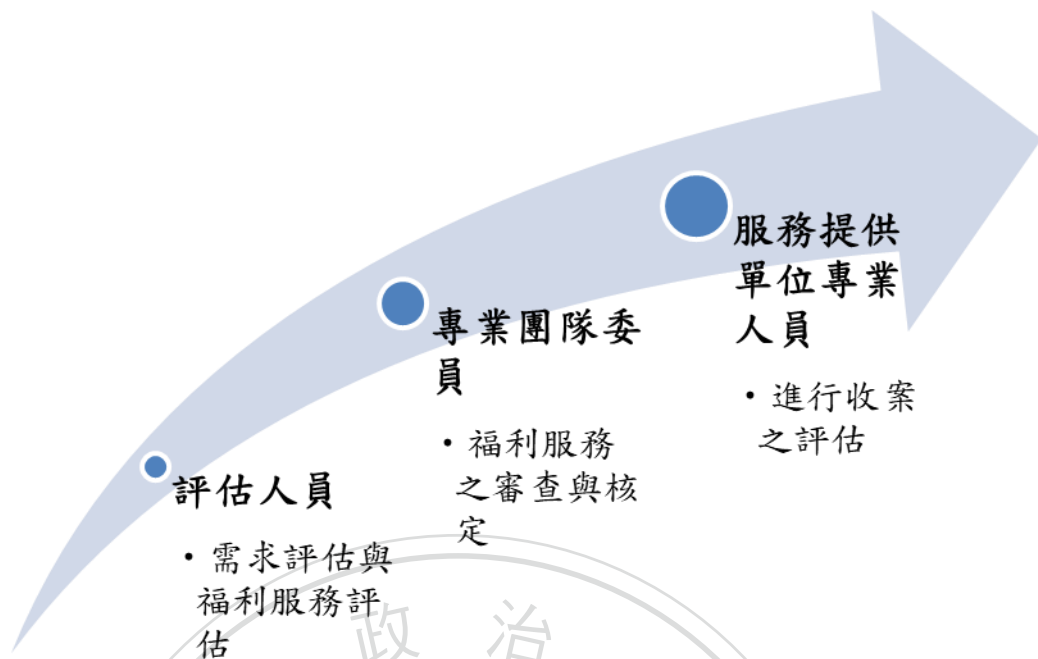 評估人員
• 需求評估與
福利服務評
估
專業團隊委
員
• 福利服務
之審查與核
定
服務提供
單位專業
人員
• 進行收案
之評估
政 治